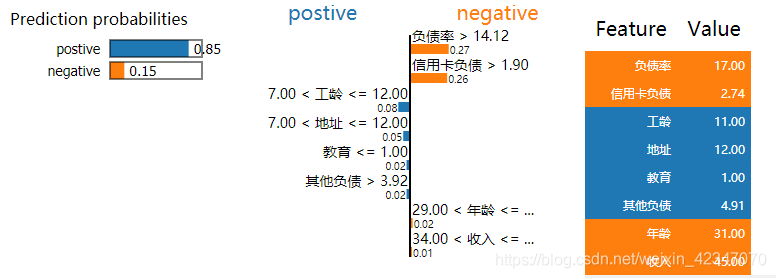 Prediction probabilities
postive 0.85
negative 0.15
postive negative
负债率 > 14.12
0.27
信用卡负债 > 1.90
0.26
7.00 < 工龄 <= 12.00
0.08
7.00 < 地址 <= 12.00
0.05
教育 <= 1.00
0.02
其他负债 > 3.92
0.02
29.00 < 年龄 <= ...
0.02
34.00 < 收入 <= ...
0.01
Feature Value
负债率 17.00
信用卡负债 2.74
工龄 11.00
地址 12.00
教育 1.00
其他负债 4.91
年龄 31.00
收入 45.00
https://blog.csdn.net/weixin_42347070